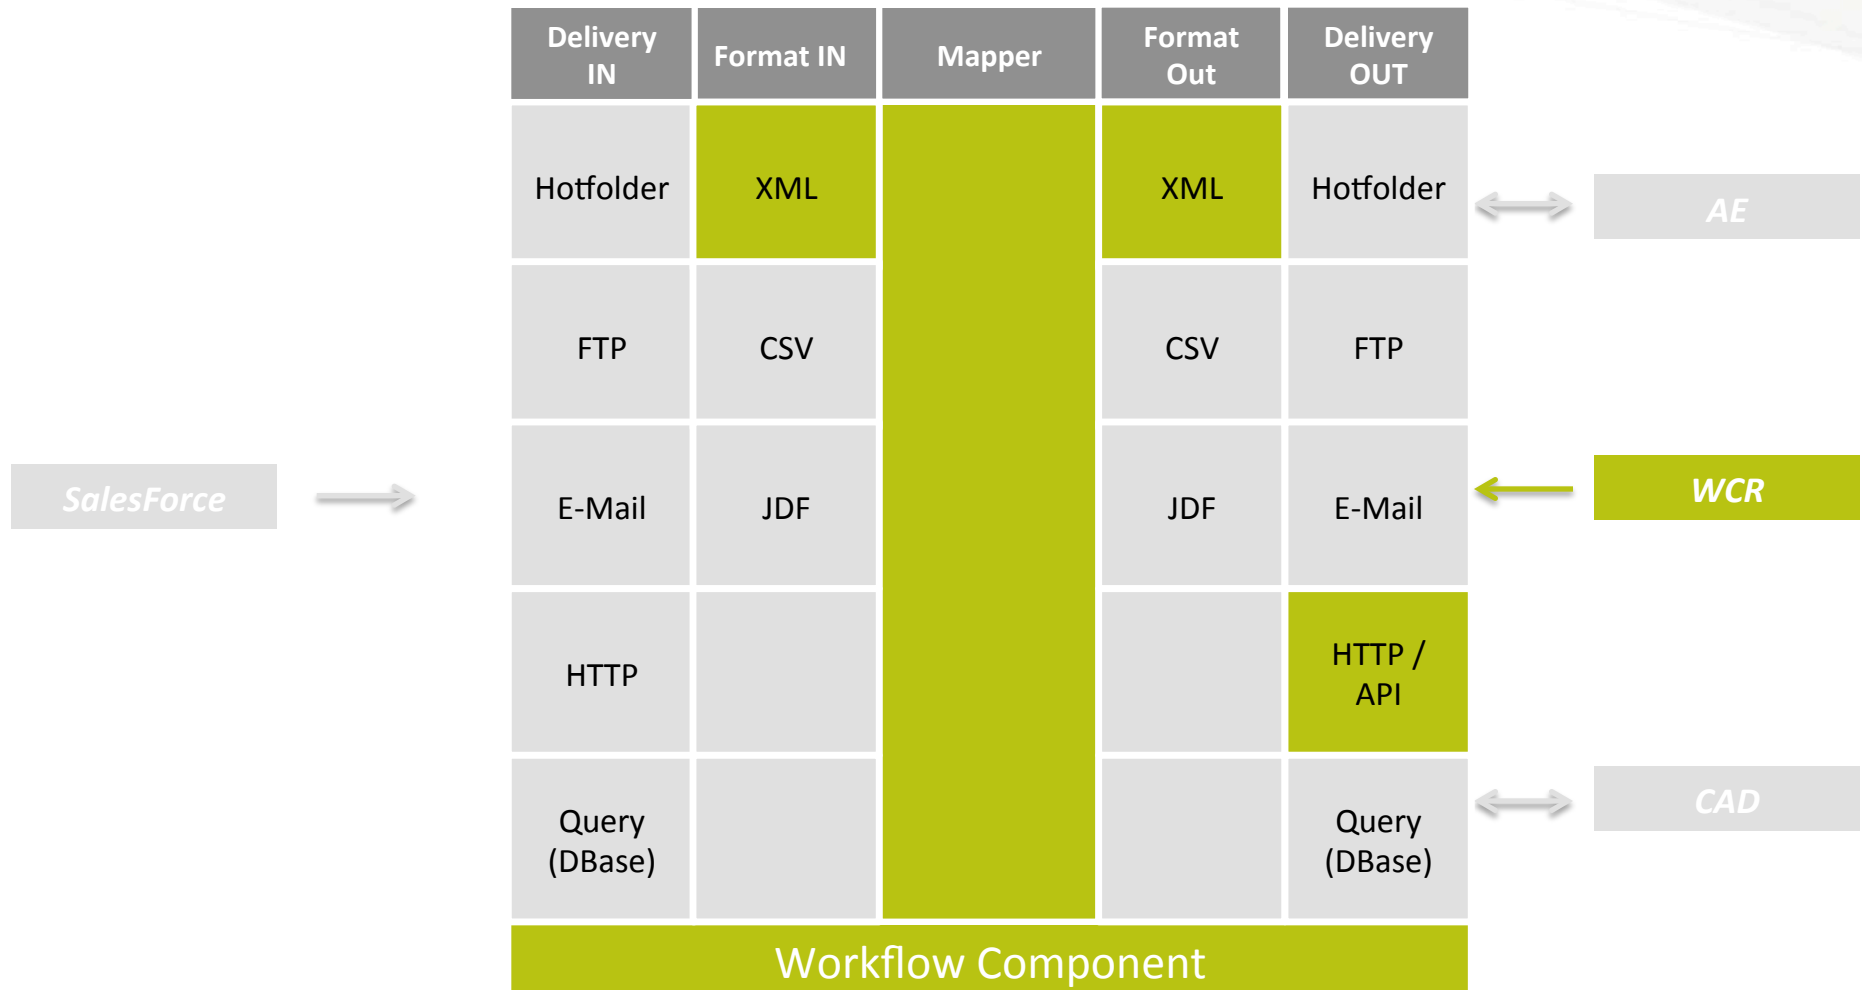 Delivery
IN
Format IN
Mapper
Format
Out
Delivery
OUT
Hotfolder
XML
XML
Hotfolder
AE
FTP
CSV
CSV
FTP
SalesForce
E-Mail
JDF
JDF
E-Mail
WCR
HTTP
HTTP /
API
Query
(DBase)
Query
(DBase)
CAD
Workflow Component